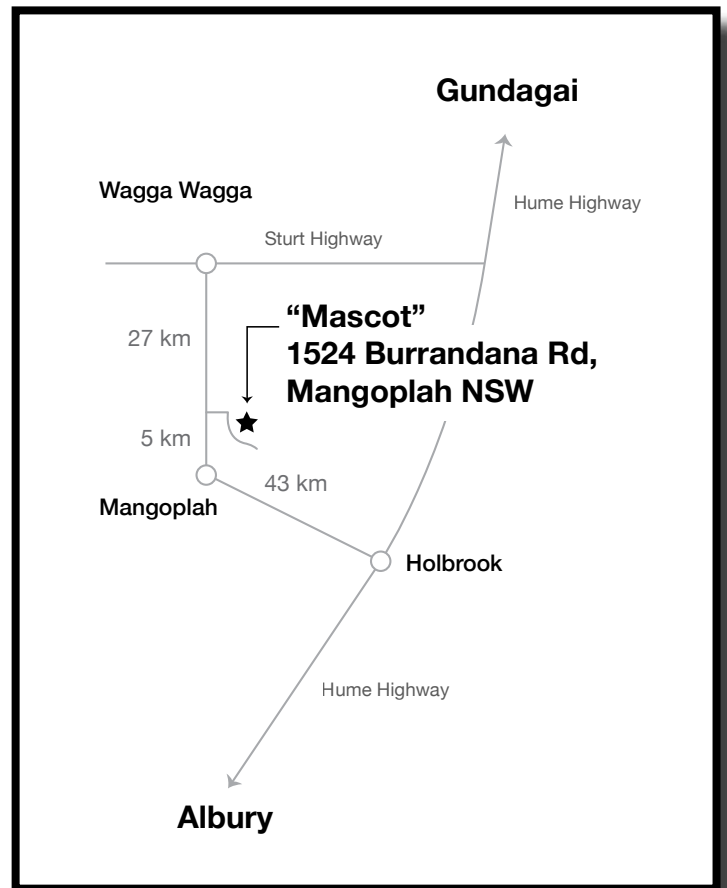 Gundagai
Wagga Wagga
Hume Highway
Sturt Highway
“Mascot”
1524 Burrandana Rd,
Mangoplah NSW
27 km
5 km
43 km
Mangoplah
Holbrook
Hume Highway
Albury